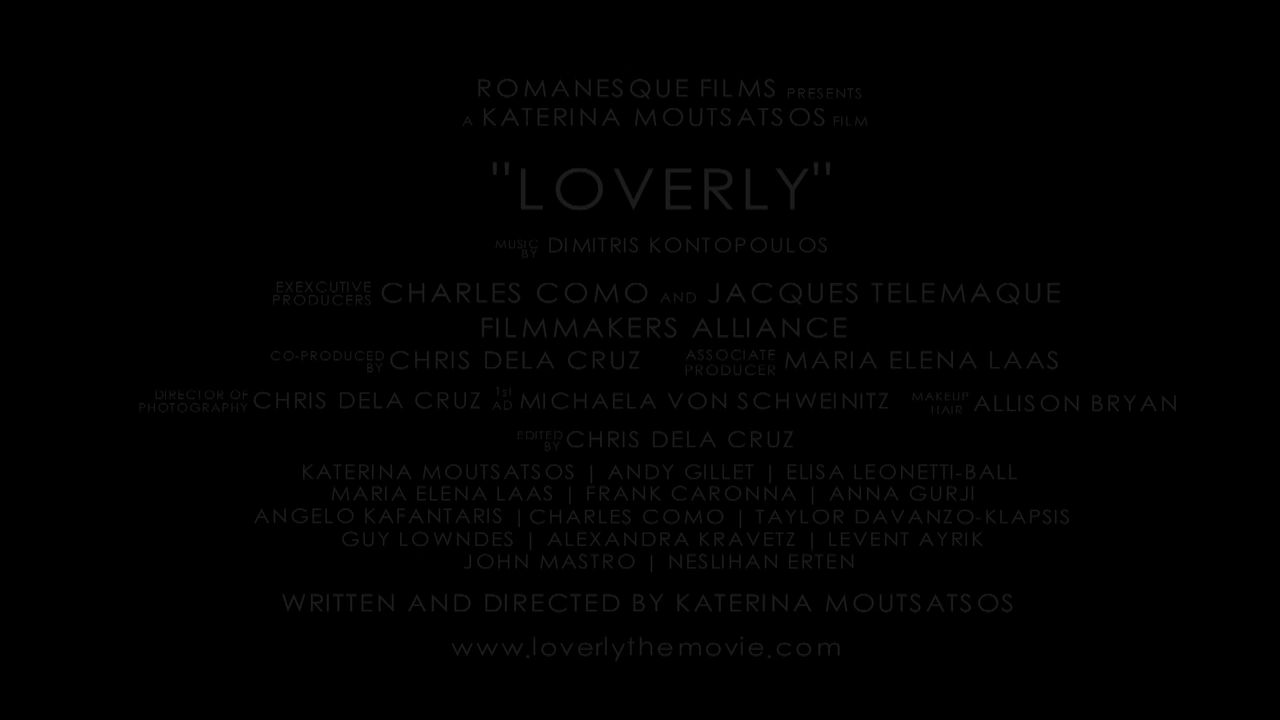 ROMANESQUE FILMS PRESENTS
A KATERINA MOUTSATSOS FILM
"LOVERLY"
MUSIC BY DIMITRIS KONTOPOULOS
EXEXCUTIVE PRODUCERS CHARLES COMO AND JACQUES TELEMAQUE
FILMMAKERS ALLIANCE
CO-PRODUCED BY CHRIS DELA CRUZ ASSOCIATE PRODUCER MARIA ELENA LAAS
DIRECTOR OF PHOTOGRAPHY CHRIS DELA CRUZ 1st AD MICHAELA VON SCHWEINITZ MAKEUP HAIR ALLISON BRYAN
EDITED BY CHRIS DELA CRUZ
KATERINA MOUTSATSOS | ANDY GILLET | ELISA LEONETTI-BALL
MARIA ELENA LAAS | FRANK CARONNA | ANNA GURJI
ANGELO KAFANTARIS | CHARLES COMO | TAYLOR DAVANZO-KLAPSIS
GUY LOWNDES | ALEXANDRA KRAVETZ | LEVENT AYRIK
JOHN MASTRO | NESLIHAN ERTEN
WRITTEN AND DIRECTED BY KATERINA MOUTSATSOS
www.loverlythemovie.com